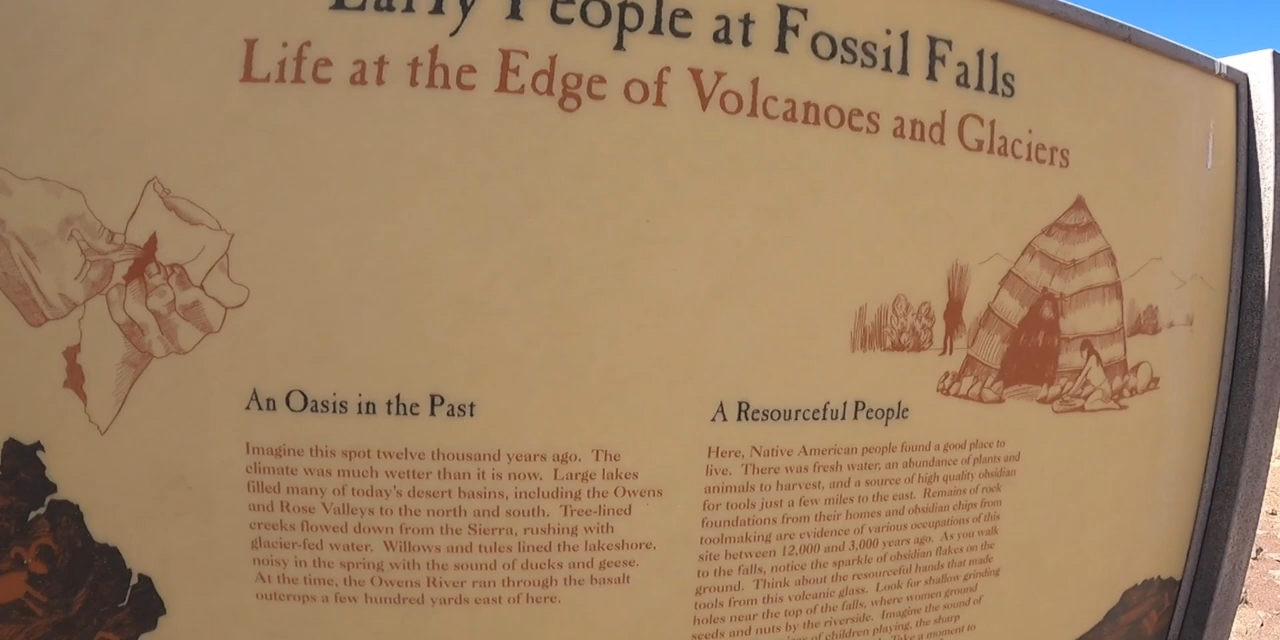 Early People at Fossil Falls
Life at the Edge of Volcanoes and Glaciers
An Oasis in the Past
Imagine this spot twelve thousand years ago. The
climate was much wetter than it is now. Large lakes
filled many of today's desert basins, including the Owens
and Rose Valleys to the north and south. Tree-lined
creeks flowed down from the Sierra, rushing with
glacier-fed water. Willows and tules lined the lakeshore,
noisy in the spring with the sound of ducks and geese.
At the time, the Owens River ran through the basalt
outcrops a few hundred yards east of here.
A Resourceful People
Here, Native American people found a good place to
live. There was fresh water, an abundance of plants and
animals to harvest, and a source of high quality obsidian
for tools just a few miles to the east. Remains of rock
foundations from their homes and obsidian chips from
toolmaking are evidence of various occupations of this
site between 12,000 and 3,000 years ago. As you walk
to the falls, notice the sparkle of obsidian flakes on the
ground. Think about the resourceful hands that made
tools from this volcanic glass. Look for shallow grinding
holes near the top of the falls, where women ground
seeds and nuts by the riverside. Imagine the sound of
of children playing, the sharp
Take a moment to